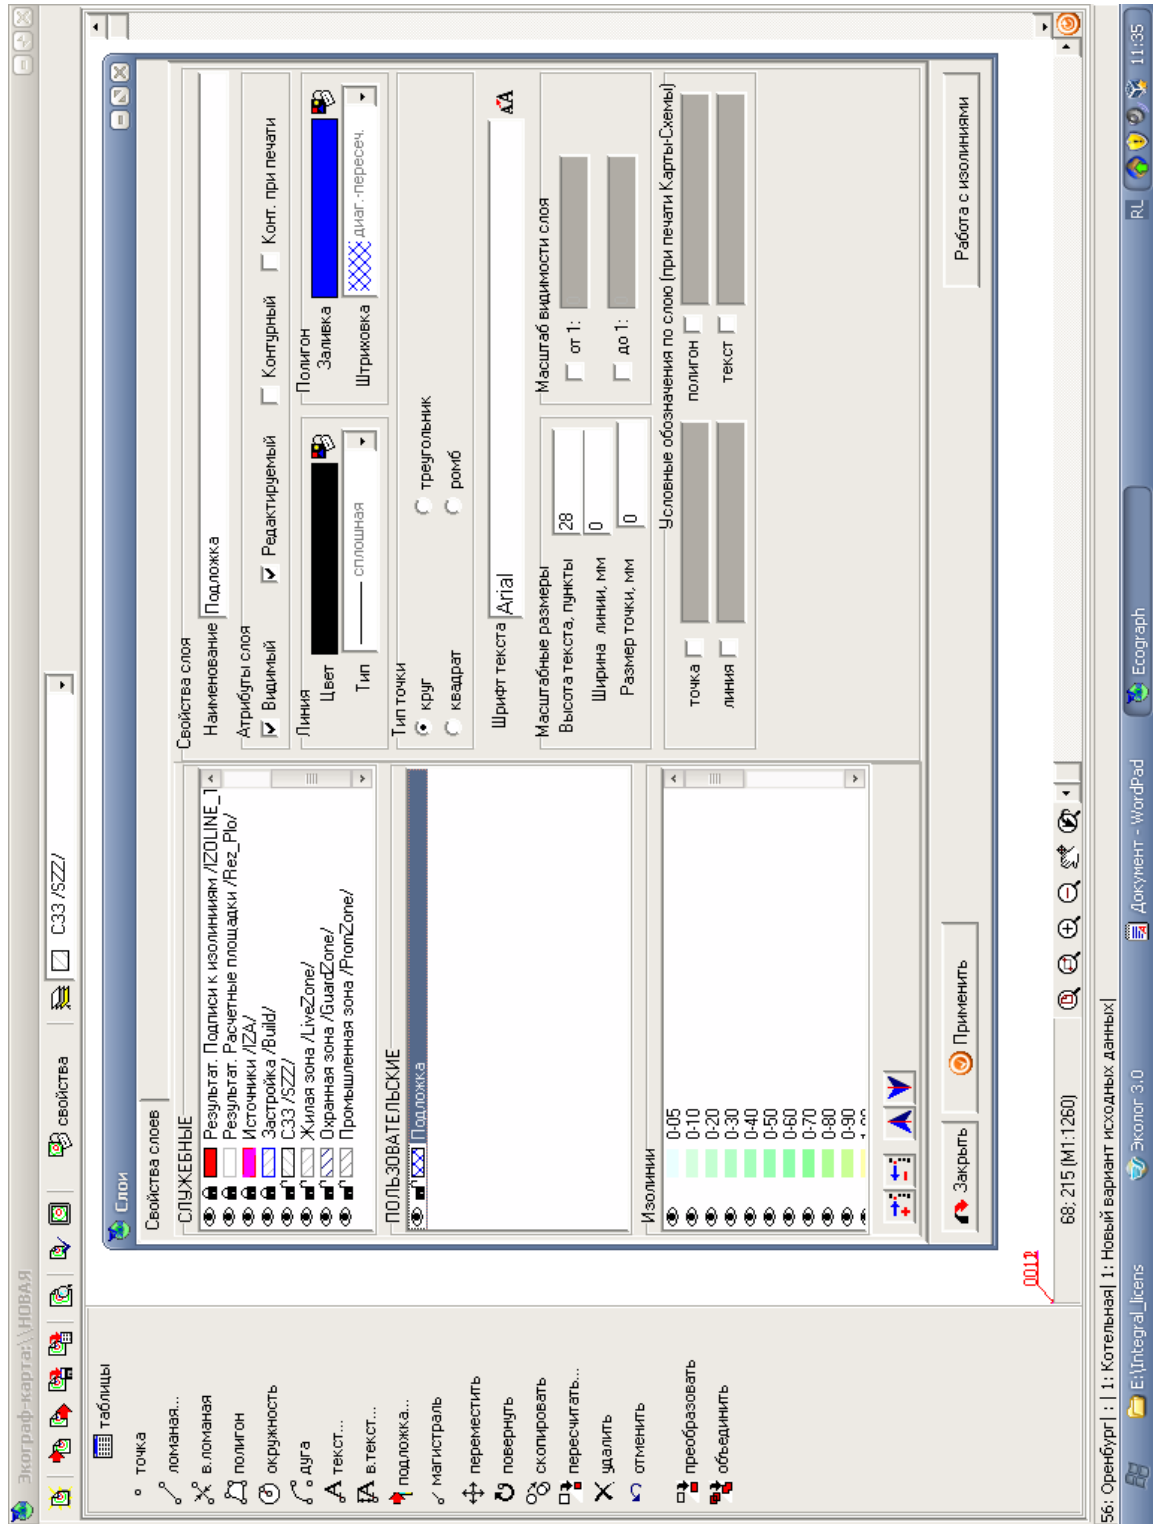 Экограф-карта:\\НОВАЯ
свойства
СЗЗ /SZZ/
таблицы
точка
ломаная...
в.ломаная
полигон
окружность
дуга
текст...
в.текст...
подложка...
магистраль
переместить
повернуть
скопировать
пересчитать...
удалить
отменить
преобразовать
объединить
Слои
Свойства слоев
СЛУЖЕБНЫЕ
Результат. Подписи к изолиниям /IZOLINE_1
Результат. Расчетные площадки /Rez_Plo/
Источники /IZA/
Застройка /Build/
СЗЗ /SZZ/
Жилая зона /LiveZone/
Охранная зона /GuardZone/
Промышленная зона /PromZone/
ПОЛЬЗОВАТЕЛЬСКИЕ
Подложка
Изолинии
0-05
0-10
0-20
0-30
0-40
0-50
0-60
0-70
0-80
0-90
Закрыть
Применить
Свойства слоя
Наименование Подложка
Атрибуты слоя
Видимый Редактируемый Контурный Конт. при печати
Линия
Цвет
Тип сплошная
Полигон
Заливка
Штриховка диаг.-пересеч.
Тип точки
круг треугольник
квадрат ромб
Шрифт текста Arial
Масштабные размеры
Высота текста, пункты 28
Ширина линии, мм 0
Размер точки, мм 0
Масштаб видимости слоя
от 1:
до 1:
Условные обозначения по слою (при печати Карты-Схемы)
точка полигон
линия текст
Работа с изолиниями
68; 215 (М1:1260)
56: Оренбург| : | 1: Котельная| 1: Новый вариант исходных данных|
E:\Integral_licens
Эколог 3.0
Документ - WordPad
Ecograph
RL
11:35